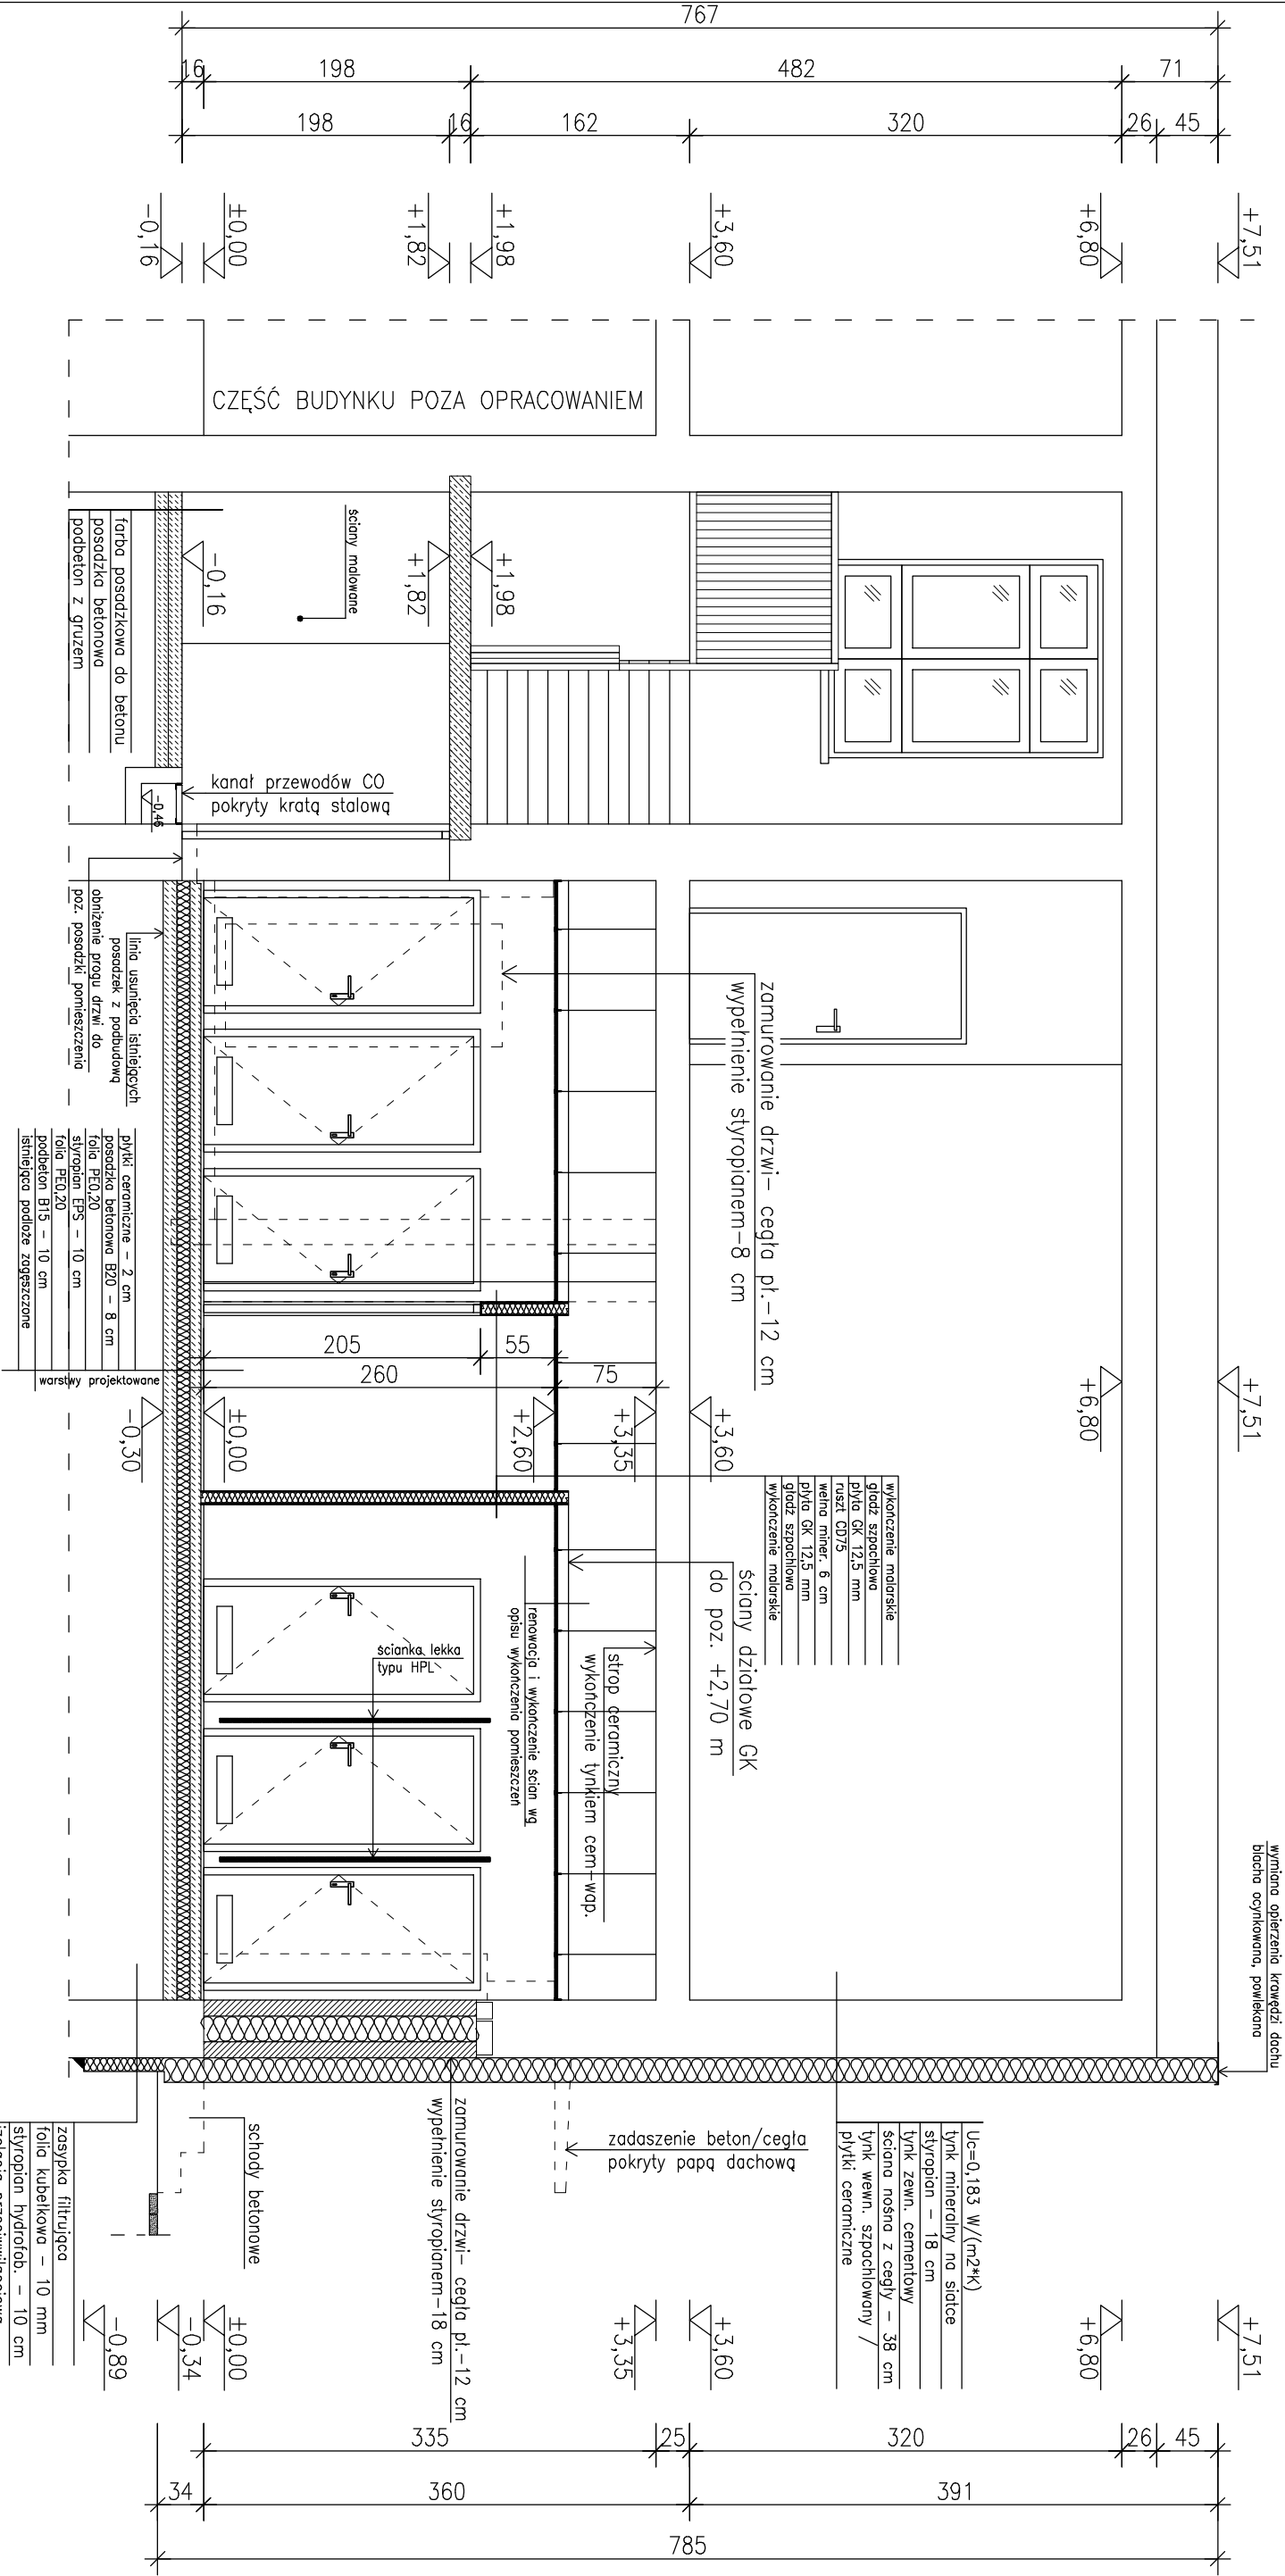 767
16
198
482
71
198
16
162
320
26
45
-0,16
±0,00
+1,82
+1,98
+3,60
+6,80
+7,51
CZĘŚĆ BUDYNKU POZA OPRACOWANIEM
ściany malowane
-0,16
+1,82
+1,98
farba posadzkowa do betonu
posadzka betonowa
podbeton z gruzem
kanał przewodów CO
pokryty kratą stalową
-0,46
linia usunięcia istniejących
posadzek z podbudową
obniżenie progu drzwi do
poz. posadzki pomieszczenia
zamurowanie drzwi- cegła pł.-12 cm
wypełnienie styropianem-8 cm
płytki ceramiczne - 2 cm
posadzka betonowa B20 - 8 cm
folia PE0,20
styropian EPS - 10 cm
folia PE0,20
podbeton B15 - 10 cm
istniejące podłoże zagęszczone
warstwy projektowane
205
55
260
75
-0,30
±0,00
+2,60
+3,35
+3,60
+6,80
+7,51
wykończenie malarskie
gładź szpachlowa
płyta GK 12,5 mm
ruszt CD75
wełna miner. 6 cm
płyta GK 12,5 mm
gładź szpachlowa
wykończenie malarskie
ściany działowe GK
do poz. +2,70 m
renowacja i wykończenie ścian wg
opisu wykończenia pomieszczeń
strop ceramiczny
wykończenie tynkiem cem-wap.
ścianka lekka
typu HPL
wymiana opierzenia krawędzi dachu
blacha ocynkowana, powlekana
Uc=0,183 W/(m2*K)
tynk mineralny na siatce
styropian - 18 cm
tynk zewn. cementowy
ściana nośna z cegły - 38 cm
tynk wewn. szpachlowany /
płytki ceramiczne
zadaszenie beton/cegła
pokryty papą dachową
zamurowanie drzwi- cegła pł.-12 cm
wypełnienie styropianem-18 cm
schody betonowe
zasypka filtrująca
folia kubełkowa - 10 mm
styropian hydrofob. - 10 cm
-0,89
-0,34
±0,00
+3,35
+3,60
+6,80
+7,51
335
25
320
26
45
34
360
391
785